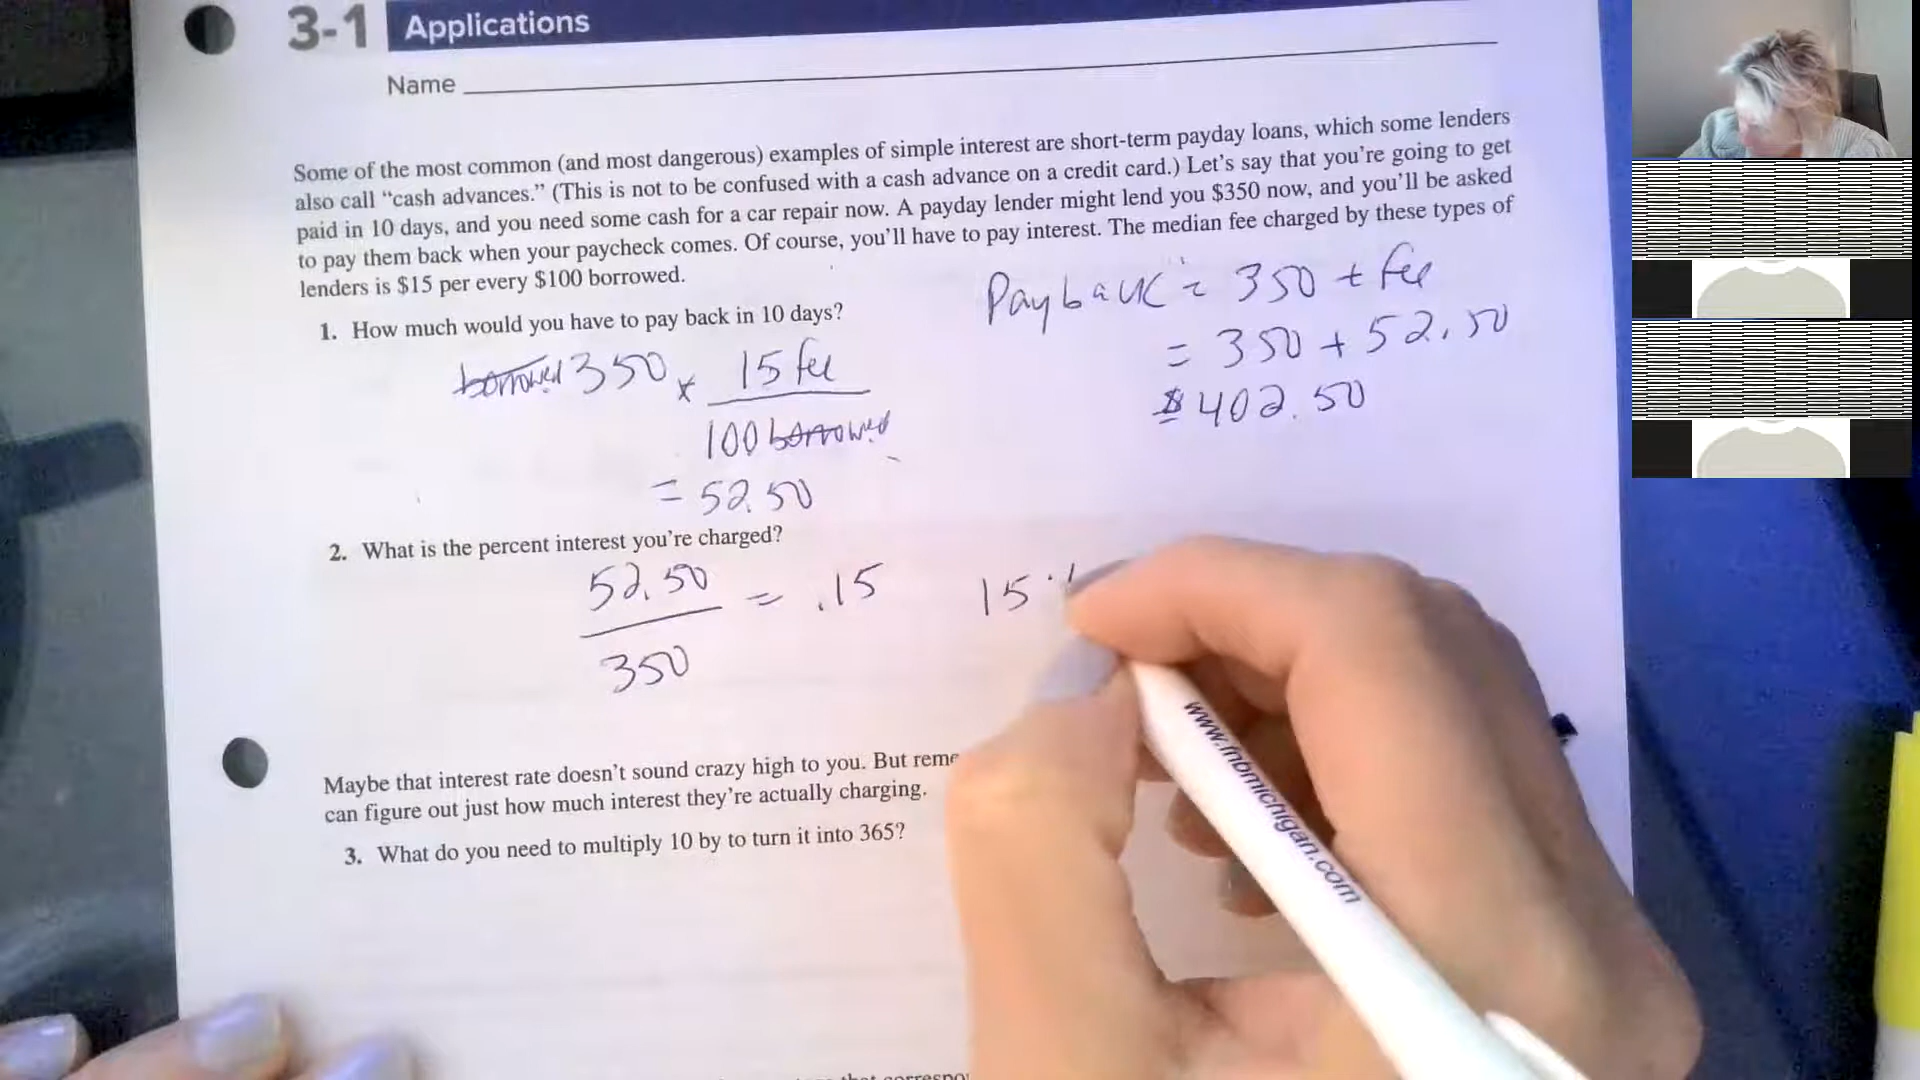 3-1 Applications
Name
Some of the most common (and most dangerous) examples of simple interest are short-term payday loans, which some lenders
also call “cash advances.” (This is not to be confused with a cash advance on a credit card.) Let’s say that you’re going to get
paid in 10 days, and you need some cash for a car repair now. A payday lender might lend you $350 now, and you’ll be asked
to pay them back when your paycheck comes. Of course, you’ll have to pay interest. The median fee charged by these types of
lenders is $15 per every $100 borrowed.
1. How much would you have to pay back in 10 days?
borrowed 350 x 15 fee
100 borrowed
= 52.50
Payback = 350 + fee
= 350 + 52.50
$402.50
2. What is the percent interest you’re charged?
52.50 = .15 15%
350
Maybe that interest rate doesn’t sound crazy high to you. But
can figure out just how much interest they’re actually charging.
3. What do you need to multiply 10 by to turn it into 365?
www.fnbmichigan.com
that